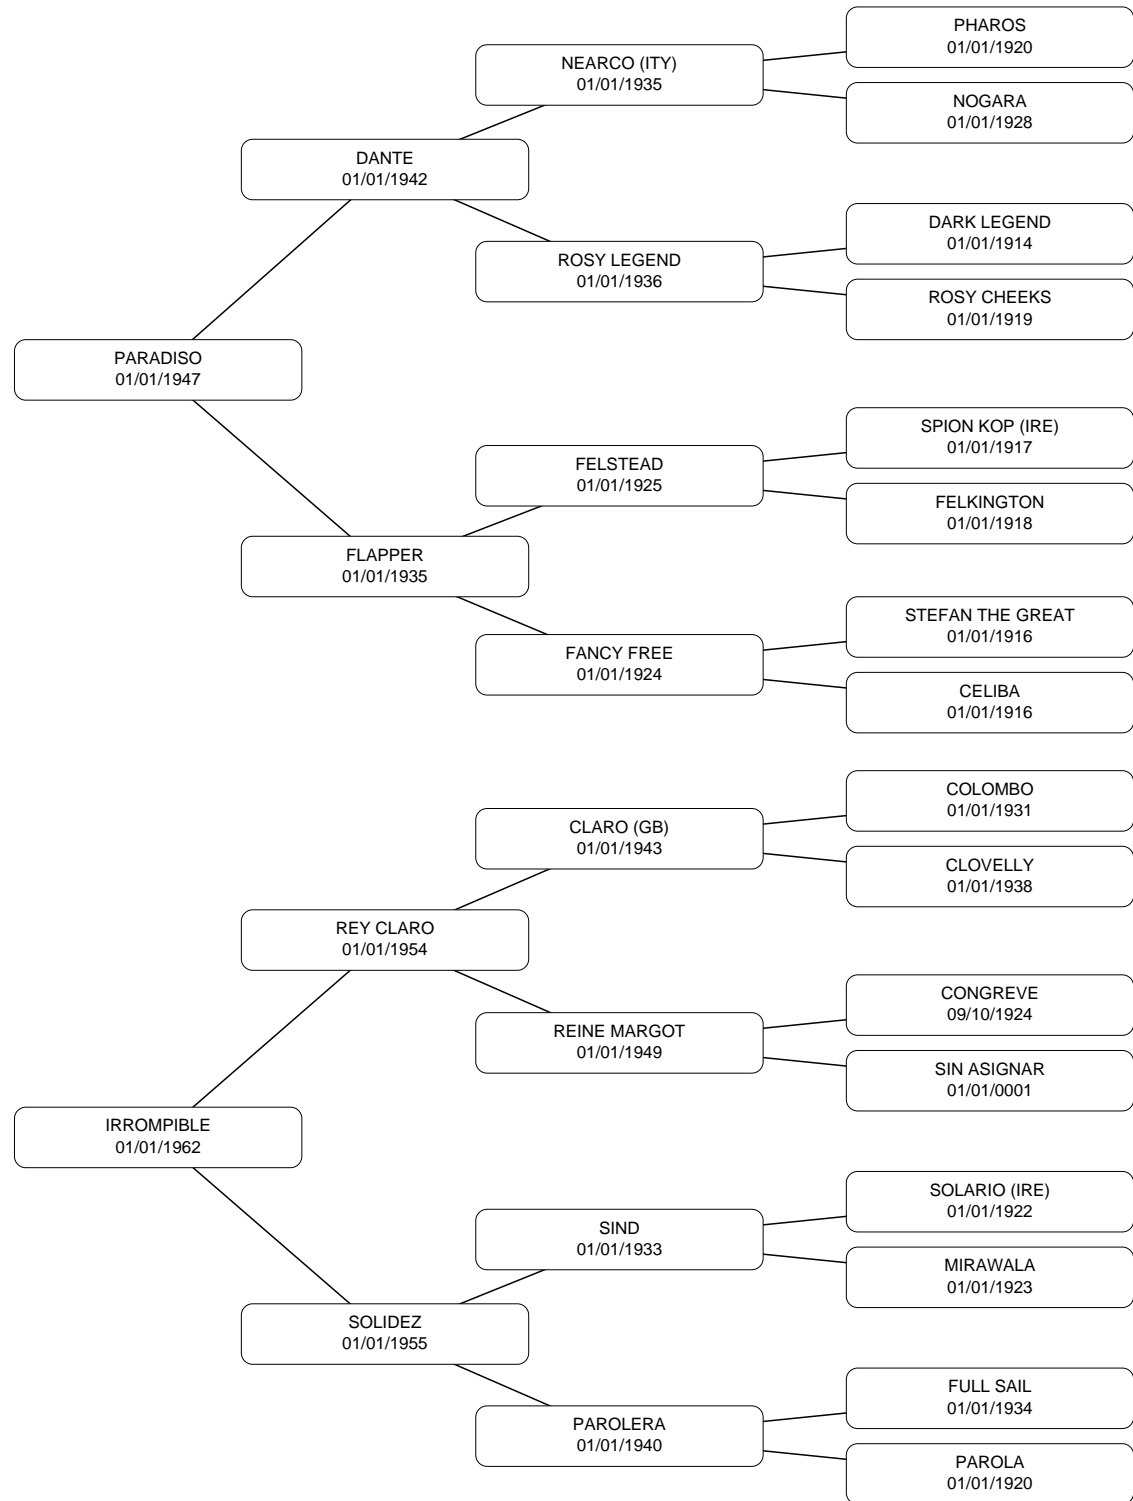 PHAROS
01/01/1920
NEARCO (ITY)
01/01/1935
NOGARA
01/01/1928
DANTE
01/01/1942
DARK LEGEND
01/01/1914
ROSY LEGEND
01/01/1936
ROSY CHEEKS
01/01/1919
PARADISO
01/01/1947
SPION KOP (IRE)
01/01/1917
FELSTEAD
01/01/1925
FELKINGTON
01/01/1918
FLAPPER
01/01/1935
STEFAN THE GREAT
01/01/1916
FANCY FREE
01/01/1924
CELIBA
01/01/1916
COLOMBO
01/01/1931
CLARO (GB)
01/01/1943
CLOVELLY
01/01/1938
REY CLARO
01/01/1954
CONGREVE
09/10/1924
REINE MARGOT
01/01/1949
SIN ASIGNAR
01/01/0001
IRROMPIBLE
01/01/1962
SOLARIO (IRE)
01/01/1922
SIND
01/01/1933
MIRAWALA
01/01/1923
SOLIDEZ
01/01/1955
FULL SAIL
01/01/1934
PAROLERA
01/01/1940
PAROLA
01/01/1920